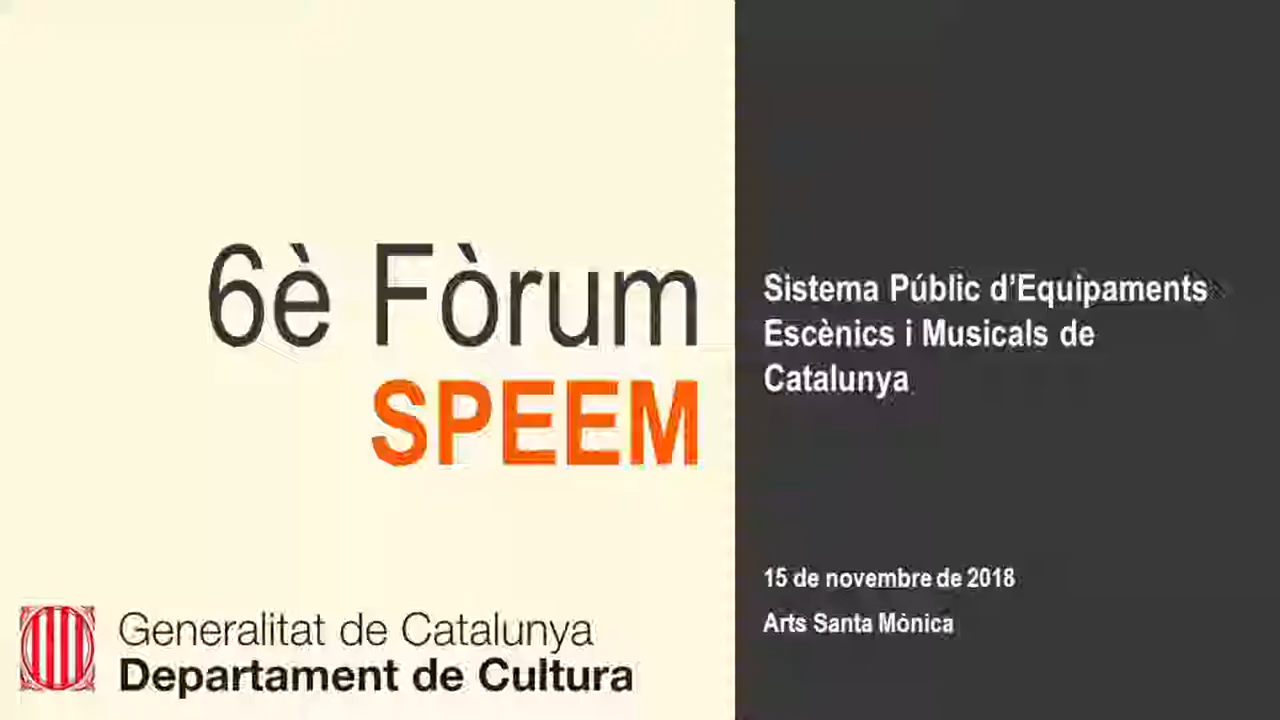 6è Fòrum
SPEEM
Sistema Públic d'Equipaments
Escènics i Musicals de
Catalunya
15 de novembre de 2018
Arts Santa Mònica
Generalitat de Catalunya
Departament de Cultura